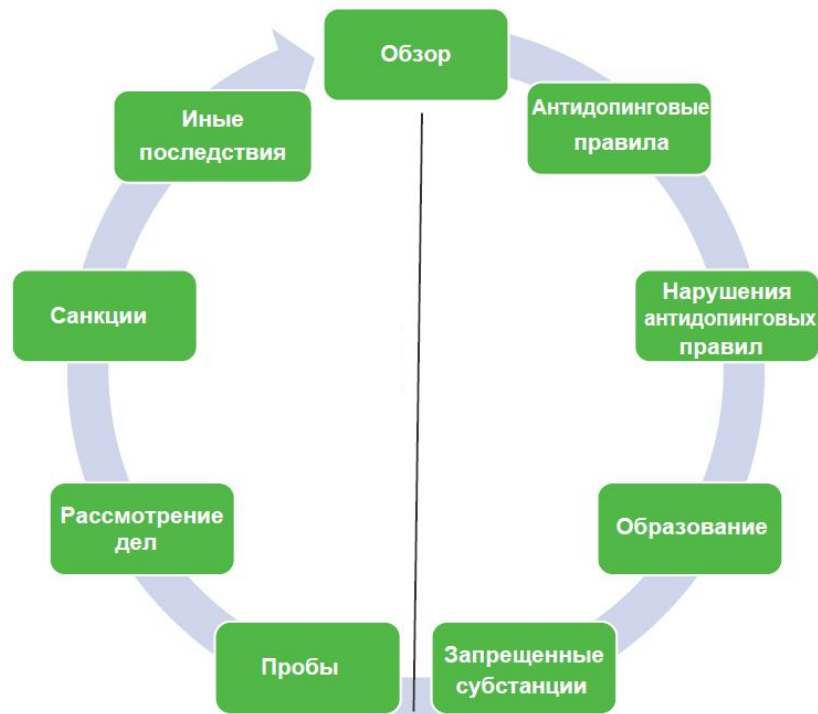 Обзор
Антидопинговые
правила
Нарушения
антидопинговых
правил
Образование
Запрещенные
субстанции
Пробы
Рассмотрение
дел
Санкции
Иные
последствия